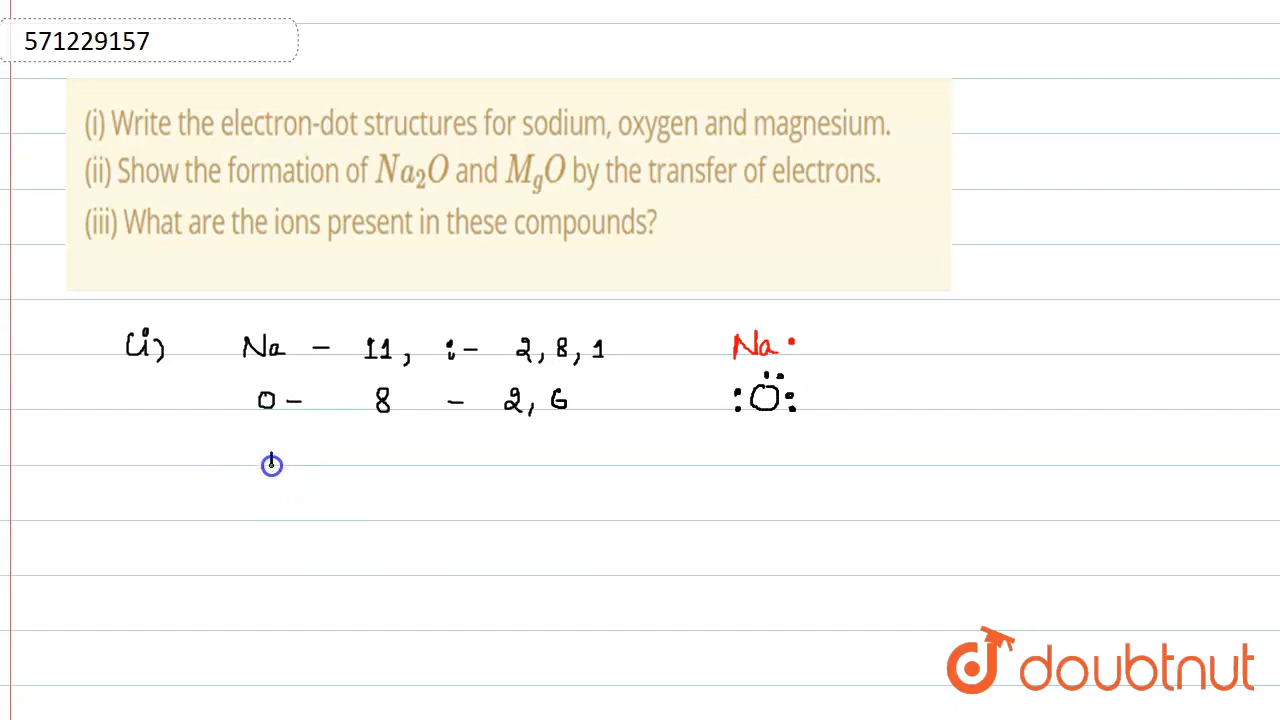 571229157
(i) Write the electron-dot structures for sodium, oxygen and magnesium.
(ii) Show the formation of Na₂O and M_gO by the transfer of electrons.
(iii) What are the ions present in these compounds?
(i) Na – 11, :– 2, 8, 1 Na·
O – 8 – 2, 6 :Ö:
doubtnut